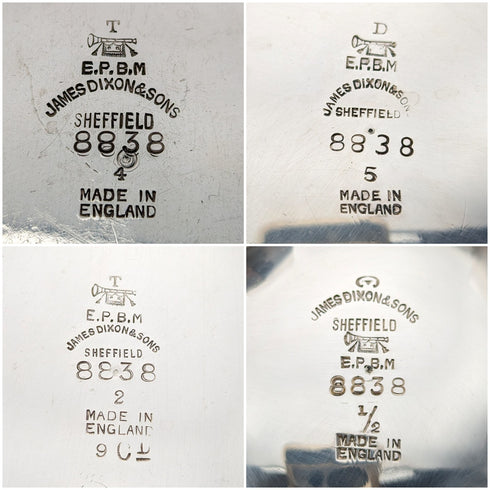 T
E.P.B.M
JAMES DIXON & SONS
SHEFFIELD
8838
4
MADE IN
ENGLAND
D
E.P.B.M
JAMES DIXON & SONS
SHEFFIELD
8838
5
MADE IN
ENGLAND
T
E.P.B.M
JAMES DIXON & SONS
SHEFFIELD
8838
2
MADE IN
ENGLAND
9
JAMES DIXON & SONS
SHEFFIELD
E.P.B.M
8838
1/2
MADE IN
ENGLAND